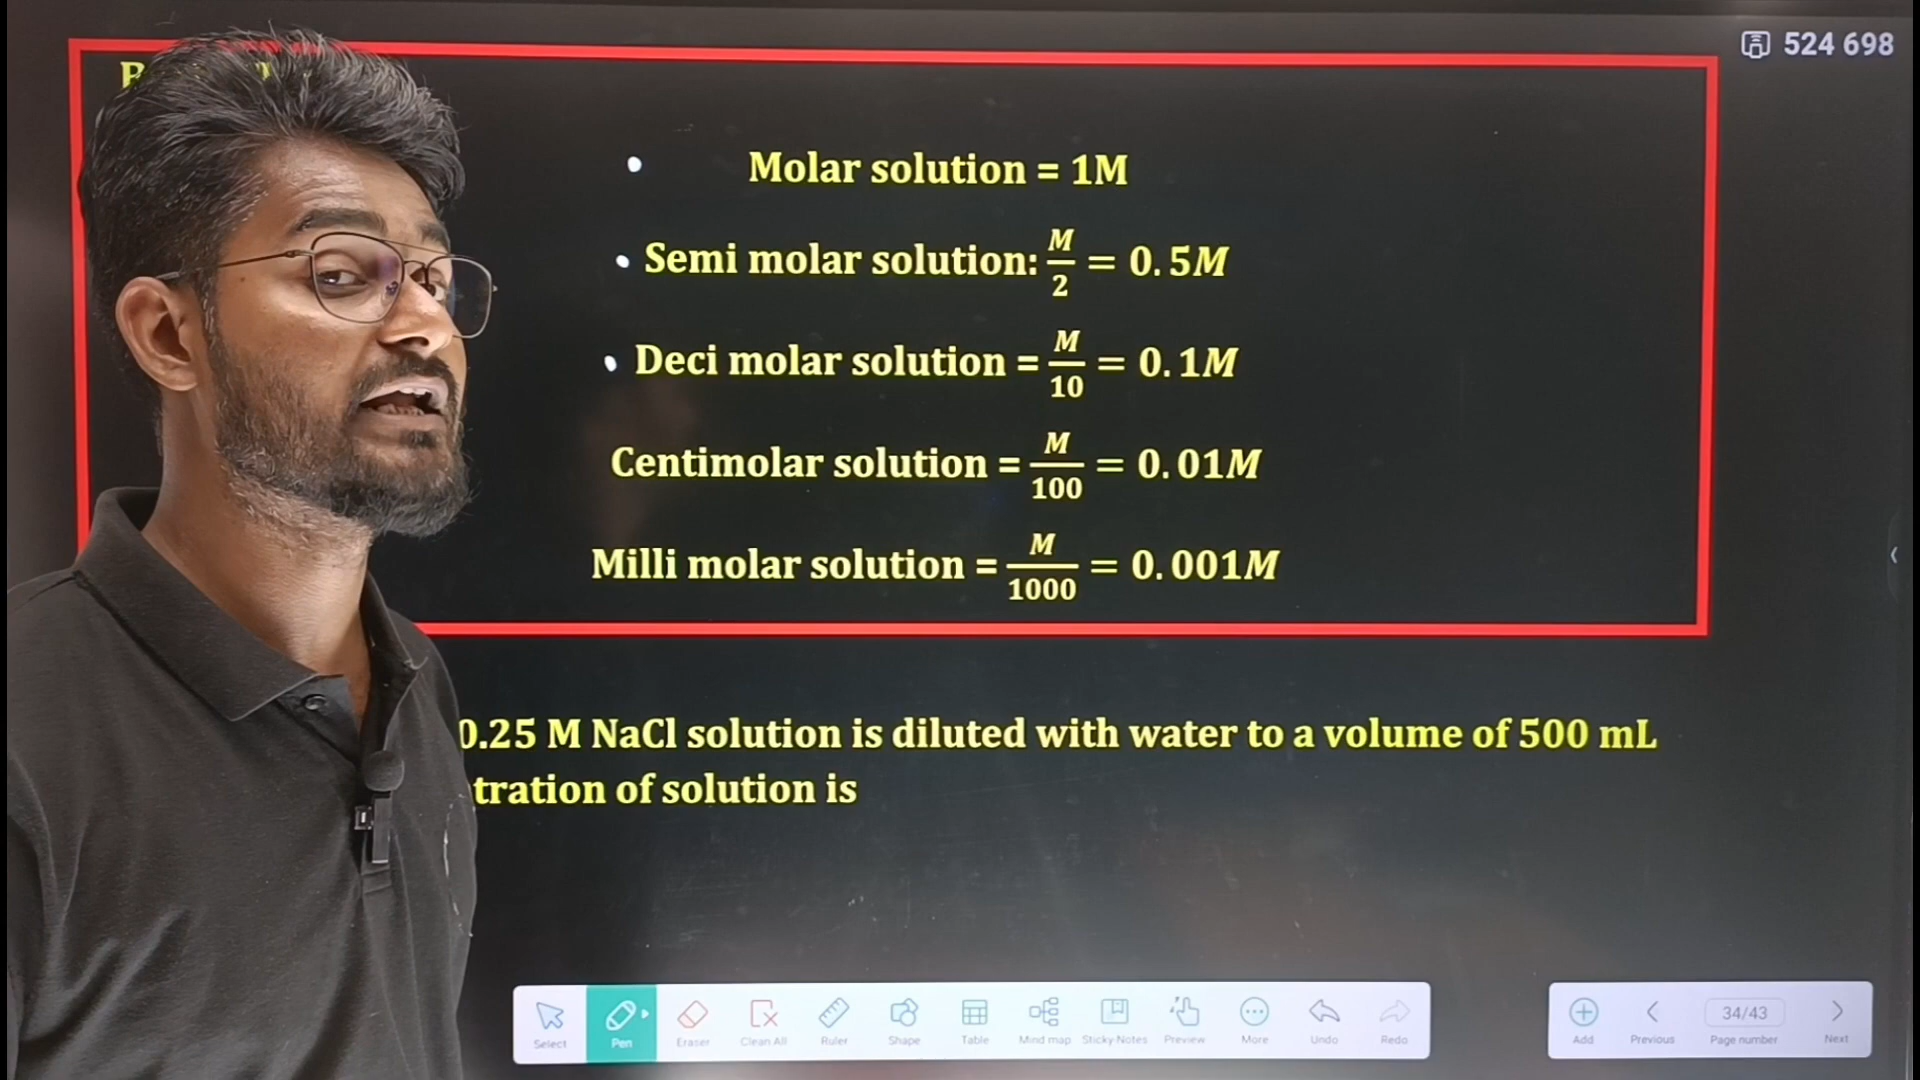 524 698
• Molar solution = 1M
• Semi molar solution: M/2 = 0.5M
• Deci molar solution = M/10 = 0.1M
Centimolar solution = M/100 = 0.01M
Milli molar solution = M/1000 = 0.001M
0.25 M NaCl solution is diluted with water to a volume of 500 mL
tration of solution is
Select Pen Eraser Clean All Ruler Shape Table Mind map Sticky Notes Preview More Undo Redo
34/43
Add Previous Page number Next